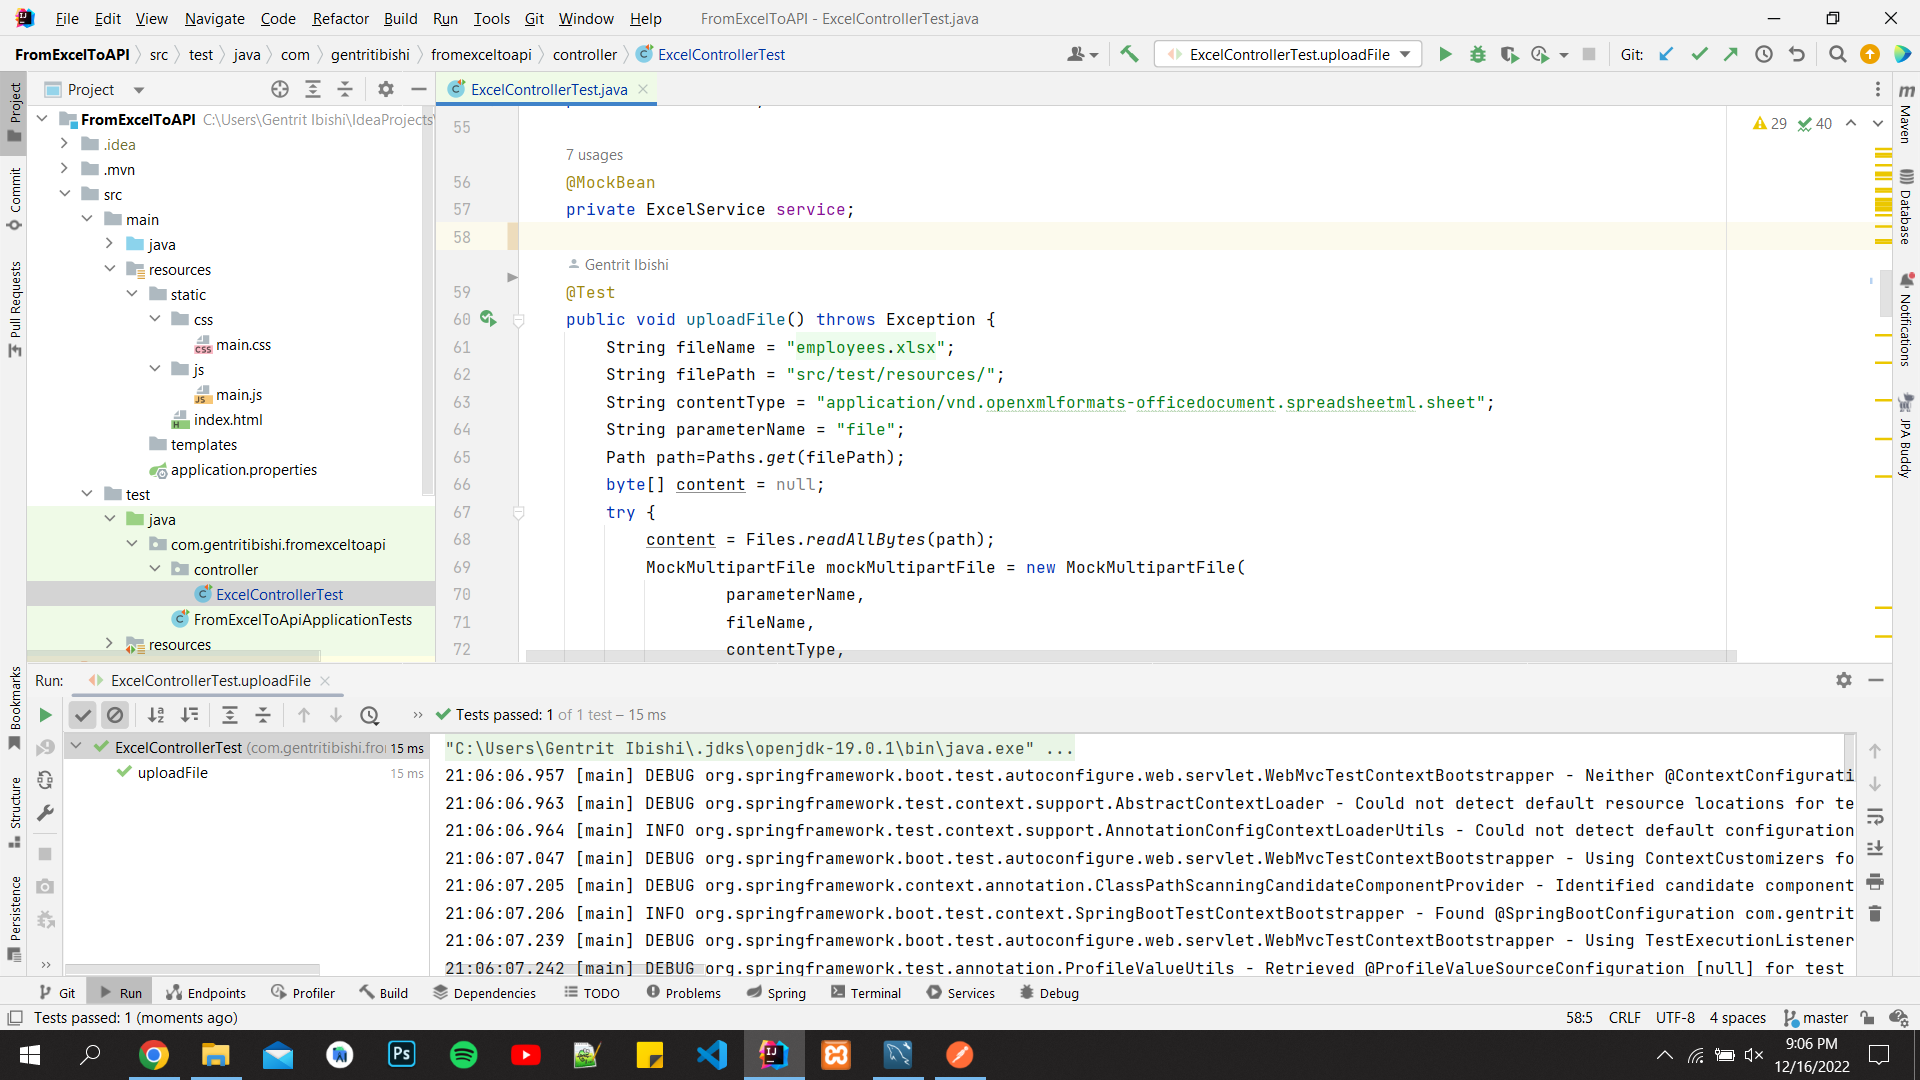 File Edit View Navigate Code Refactor Build Run Tools Git Window Help FromExcelToAPI - ExcelControllerTest.java
FromExcelToAPI src test java com gentritibishi fromexceltoapi controller ExcelControllerTest ExcelControllerTest.uploadFile Git:
Project
ExcelControllerTest.java
FromExcelToAPI C:\Users\Gentrit Ibishi\IdeaProjects\
.idea
.mvn
src
main
java
resources
static
css
main.css
js
main.js
index.html
templates
application.properties
test
java
com.gentritibishi.fromexceltoapi
controller
ExcelControllerTest
FromExcelToApiApplicationTests
resources
Project
Commit
Pull Requests
Bookmarks
Structure
Persistence
29 40
55
7 usages
56 @MockBean
57 private ExcelService service;
58
Gentrit Ibishi
59 @Test
60 public void uploadFile() throws Exception {
61 String fileName = "employees.xlsx";
62 String filePath = "src/test/resources/";
63 String contentType = "application/vnd.openxmlformats-officedocument.spreadsheetml.sheet";
64 String parameterName = "file";
65 Path path=Paths.get(filePath);
66 byte[] content = null;
67 try {
68 content = Files.readAllBytes(path);
69 MockMultipartFile mockMultipartFile = new MockMultipartFile(
70 parameterName,
71 fileName,
72 contentType,
Maven
Database
Notifications
JPA Buddy
Run: ExcelControllerTest.uploadFile
Tests passed: 1 of 1 test – 15 ms
ExcelControllerTest (com.gentritibishi.fro 15 ms
uploadFile 15 ms
"C:\Users\Gentrit Ibishi\.jdks\openjdk-19.0.1\bin\java.exe" ...
21:06:06.957 [main] DEBUG org.springframework.boot.test.autoconfigure.web.servlet.WebMvcTestContextBootstrapper - Neither @ContextConfigurati
21:06:06.963 [main] DEBUG org.springframework.test.context.support.AbstractContextLoader - Could not detect default resource locations for te
21:06:06.964 [main] INFO org.springframework.test.context.support.AnnotationConfigContextLoaderUtils - Could not detect default configuration
21:06:07.047 [main] DEBUG org.springframework.boot.test.autoconfigure.web.servlet.WebMvcTestContextBootstrapper - Using ContextCustomizers fo
21:06:07.205 [main] DEBUG org.springframework.context.annotation.ClassPathScanningCandidateComponentProvider - Identified candidate component
21:06:07.206 [main] INFO org.springframework.boot.test.context.SpringBootTestContextBootstrapper - Found @SpringBootConfiguration com.gentrit
21:06:07.239 [main] DEBUG org.springframework.boot.test.autoconfigure.web.servlet.WebMvcTestContextBootstrapper - Using TestExecutionListener
21:06:07.242 [main] DEBUG org.springframework.test.annotation.ProfileValueUtils - Retrieved @ProfileValueSourceConfiguration [null] for test
Git Run Endpoints Profiler Build Dependencies TODO Problems Spring Terminal Services Debug
Tests passed: 1 (moments ago) 58:5 CRLF UTF-8 4 spaces master
9:06 PM
12/16/2022